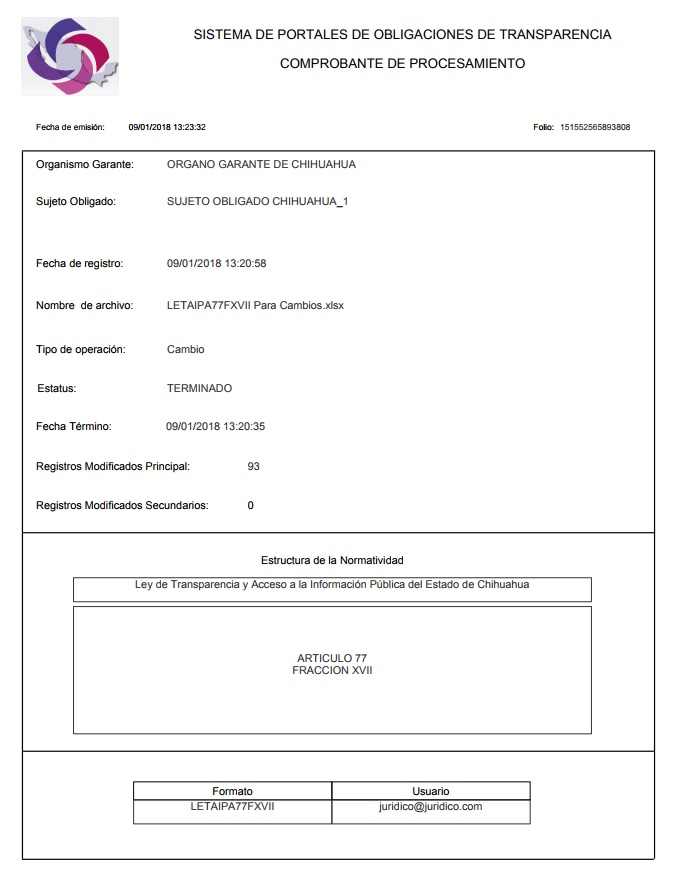 SISTEMA DE PORTALES DE OBLIGACIONES DE TRANSPARENCIA
COMPROBANTE DE PROCESAMIENTO
Fecha de emisión: 09/01/2018 13:23:32 Folio: 151552565893808
Organismo Garante: ORGANO GARANTE DE CHIHUAHUA
Sujeto Obligado: SUJETO OBLIGADO CHIHUAHUA_1
Fecha de registro: 09/01/2018 13:20:58
Nombre de archivo: LETAIPA77FXVII Para Cambios.xlsx
Tipo de operación: Cambio
Estatus: TERMINADO
Fecha Término: 09/01/2018 13:20:35
Registros Modificados Principal: 93
Registros Modificados Secundarios: 0
Estructura de la Normatividad
Ley de Transparencia y Acceso a la Información Pública del Estado de Chihuahua
ARTICULO 77
FRACCION XVII
Formato Usuario
LETAIPA77FXVII juridico@juridico.com